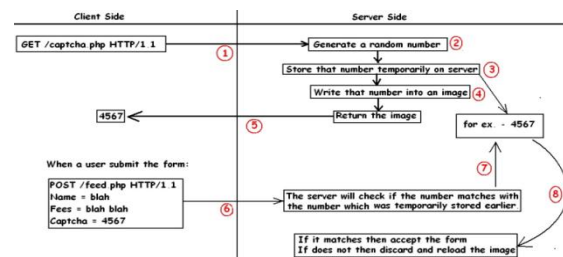 Client Side
Server Side
GET /captcha.php HTTP/1.1
1
Generate a random number
2
Store that number temporarily on server
3
Write that number into an image
4
4567
5
Return the image
for ex. - 4567
When a user submit the form:
7
8
POST /feed.php HTTP/1.1
Name = blah
Fees = blah blah
Captcha = 4567
6
The server will check if the number matches with
the number which was temporarily stored earlier
If it matches then accept the form
If does not then discard and reload the image